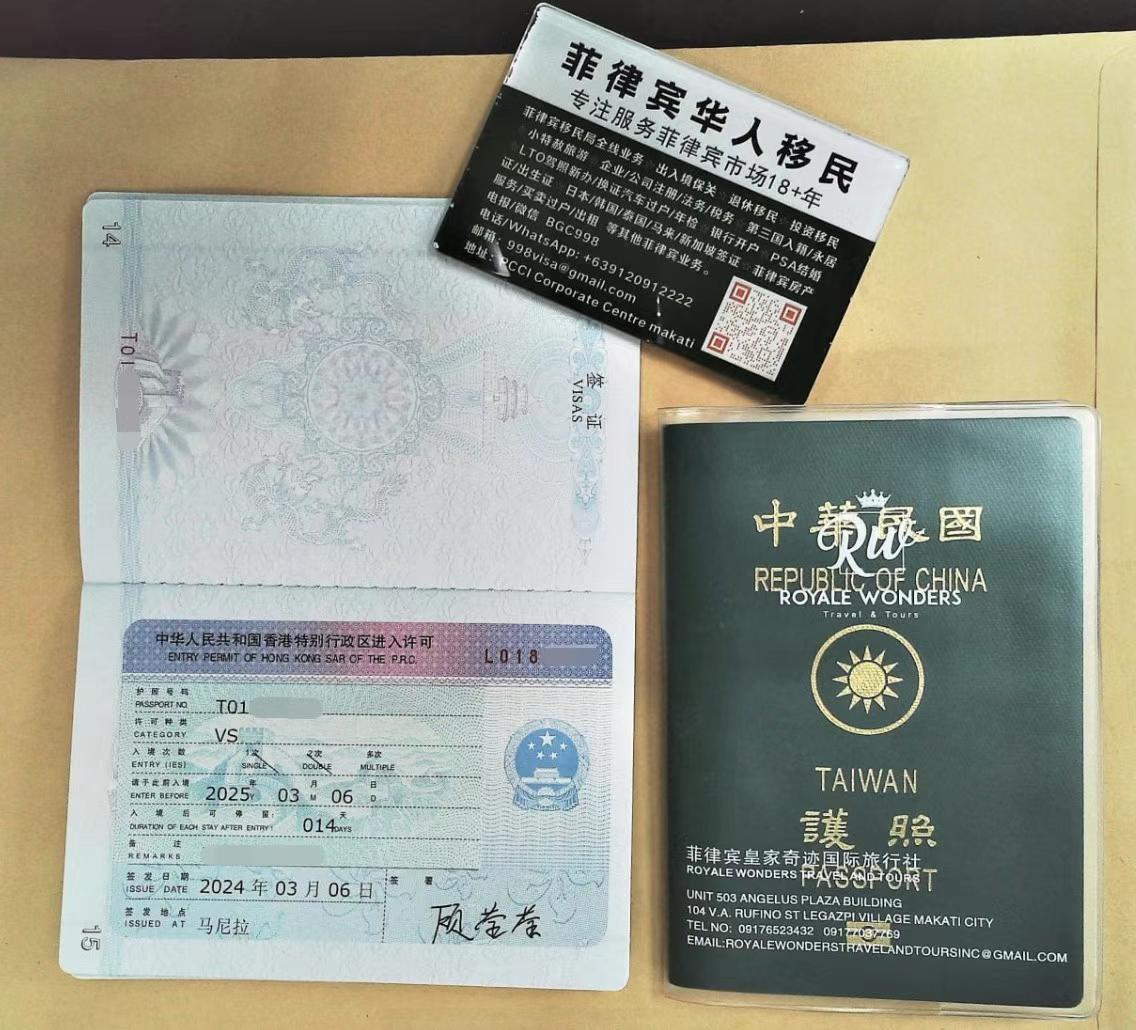 菲律宾华人移民
专注服务菲律宾市场18+年
菲律宾移民局全线业务 出入境保关 退休移民 投资移民
小特赦旅游 企业/公司注册/法务/税务 第三国入籍/永居
LTO驾照新办/换证汽车过户/年检 银行开户 PSA结婚
证/出生证 日本/韩国/泰国/马来/新加坡签证 菲律宾房产
服务/买卖过户/出租 等其他菲律宾业务。
电报/微信 BGC998
电话/WhatsApp: +639120912222
邮箱: 998visa@gmail.com
地址: PCCI Corporate Centre makati
14
T01
签证
VISAS
中华人民共和国香港特别行政区进入许可
ENTRY PERMIT OF HONG KONG SAR OF THE P.R.C.
L018
护照号码
PASSPORT NO.
T01
许可种类
CATEGORY
VS
入境次数 1次 2次 多次
ENTRY (IES) SINGLE DOUBLE MULTIPLE
请于此前入境 年 月 日
ENTER BEFORE 2025 Y 03 M 06 D
入境后可停留: 天
DURATION OF EACH STAY AFTER ENTRY: 014 DAYS
备注
REMARKS
签发日期
ISSUE DATE 2024 年 03 月 06 日
签署
签发地点
ISSUED AT 马尼拉
顾莹莹
15
中華民國
RW
REPUBLIC OF CHINA
ROYALE WONDERS
Travel & Tours
TAIWAN
護照
PASSPORT
菲律宾皇家奇迹国际旅行社
ROYALE WONDERS TRAVEL AND TOURS
UNIT 503 ANGELUS PLAZA BUILDING
104 V.A. RUFINO ST LEGAZPI VILLAGE MAKATI CITY
TEL NO: 09176523432 09177037769
EMAIL:ROYALEWONDERSTRAVELANDTOURSINC@GMAIL.COM